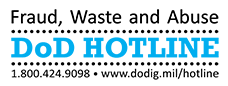 Fraud, Waste and Abuse
DoD HOTLINE
1.800.424.9098 • www.dodig.mil/hotline